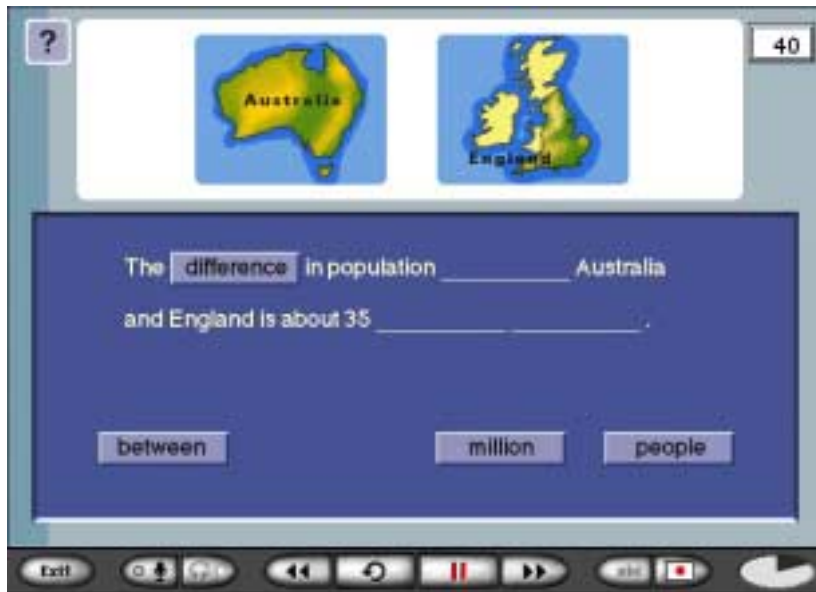 ?
40
Australia
England
The difference in population __________ Australia
and England is about 35 __________ __________ .
between million people
Exit